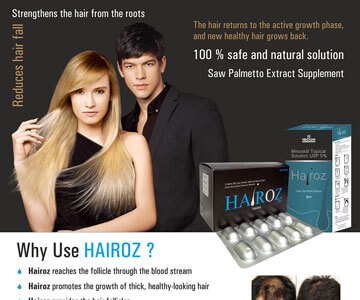 Strengthens the hair from the roots
Reduces hair fall
The hair returns to the active growth phase,
and new healthy hair grows back.
100 % safe and natural solution
Saw Palmetto Extract Supplement
Minoxidil Topical
Solution USP 5%
Hairoz
HAIROZ
Why Use HAIROZ ?
Hairoz reaches the follicle through the blood stream
Hairoz promotes the growth of thick, healthy-looking hair